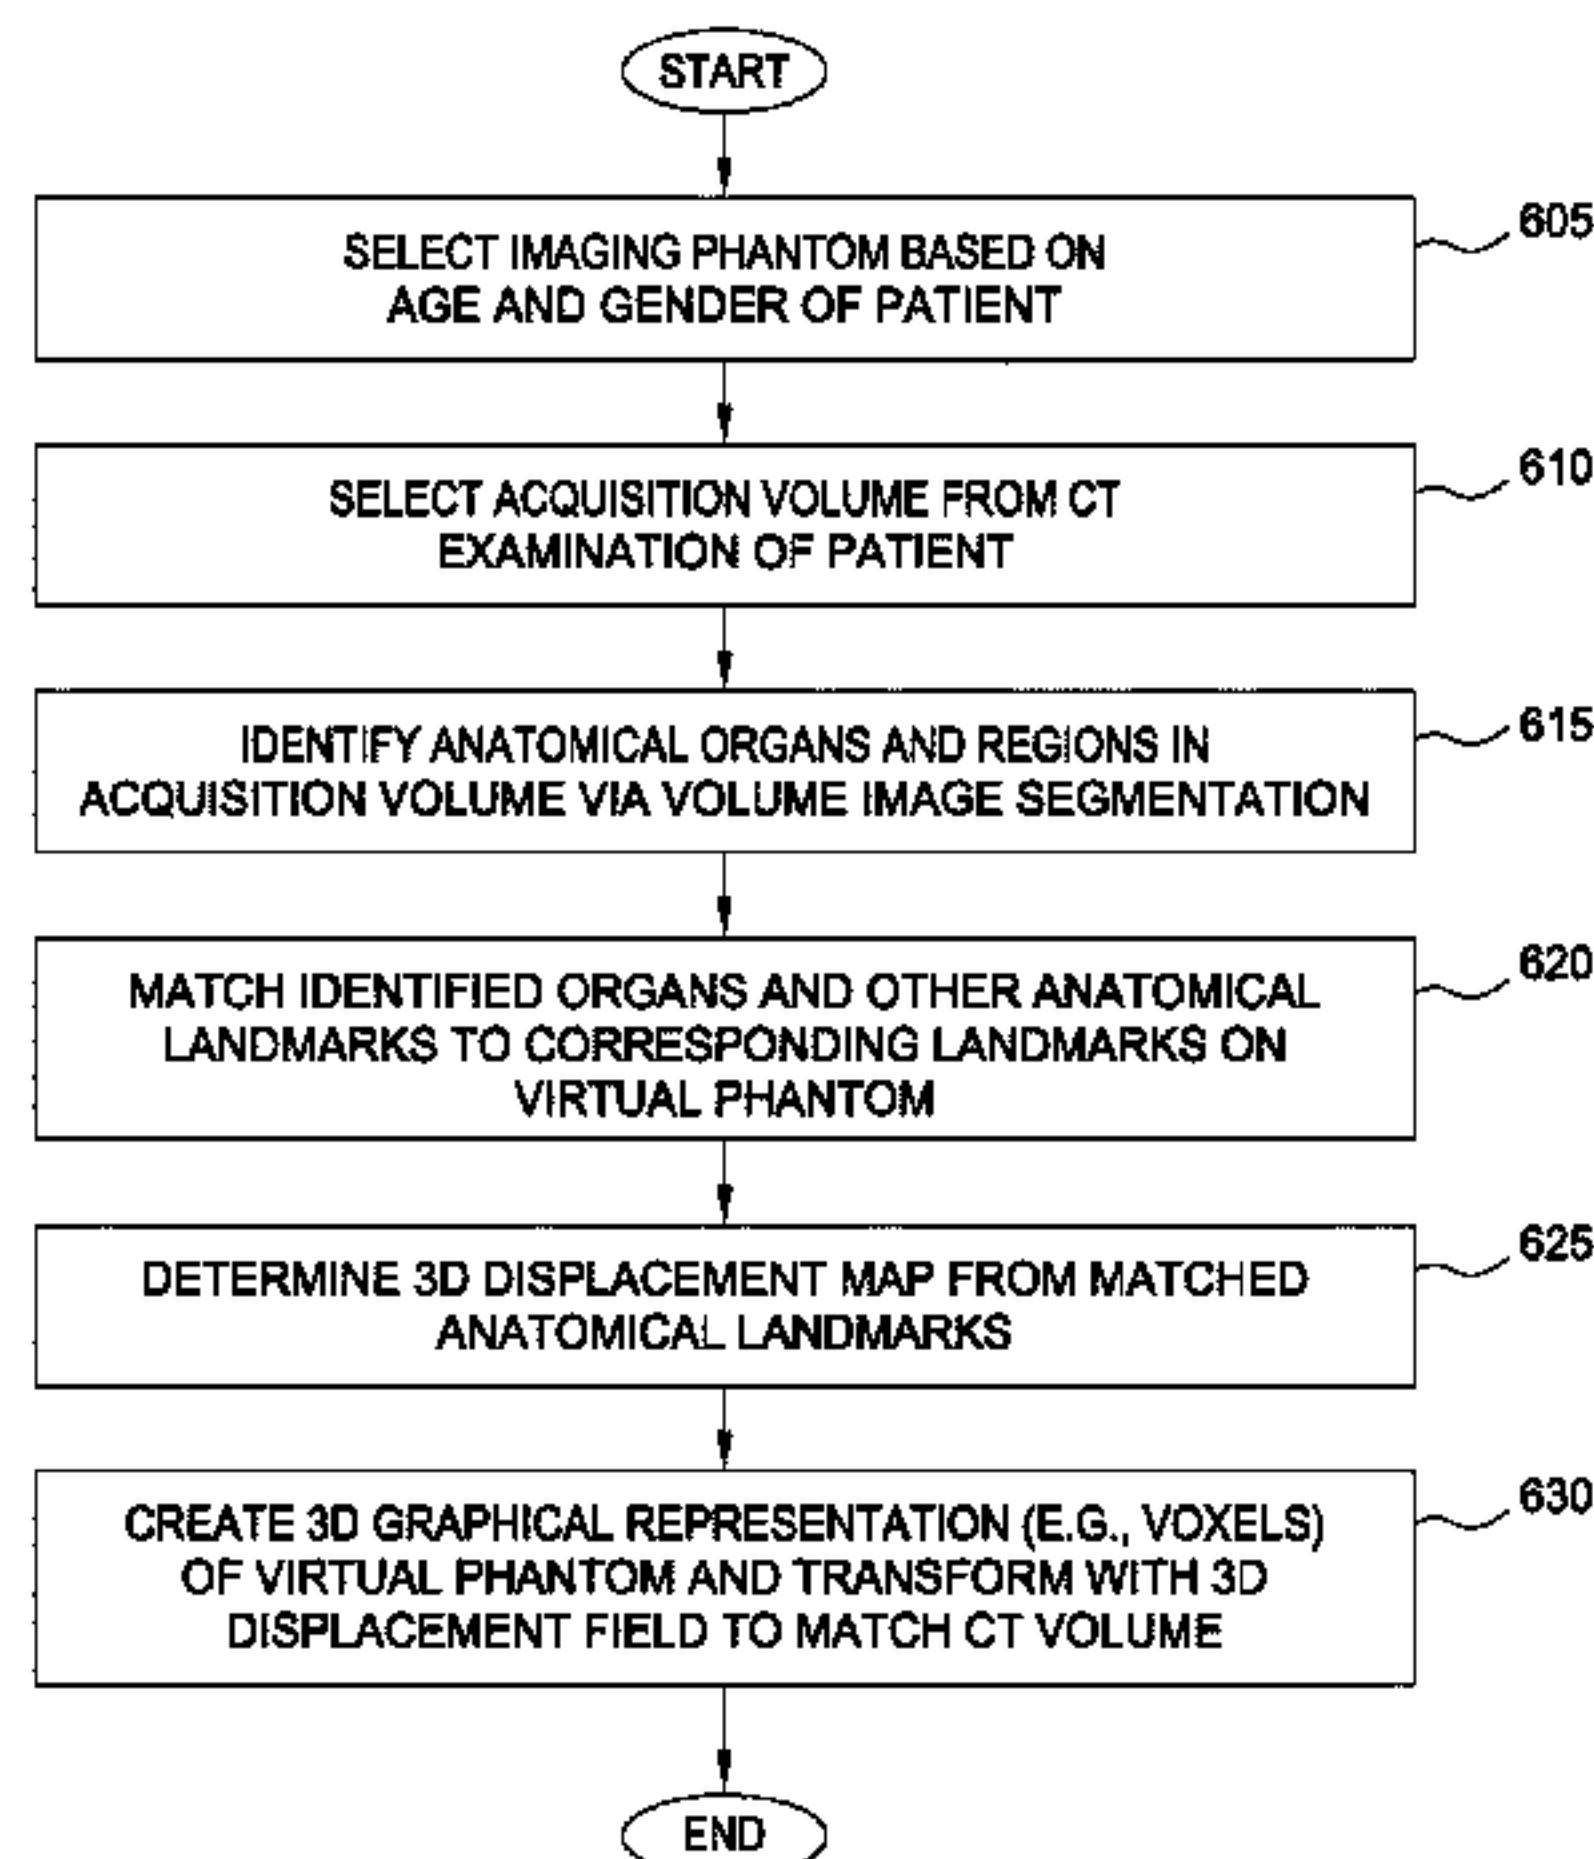 START
605
SELECT IMAGING PHANTOM BASED ON
AGE AND GENDER OF PATIENT
610
SELECT ACQUISITION VOLUME FROM CT
EXAMINATION OF PATIENT
615
IDENTIFY ANATOMICAL ORGANS AND REGIONS IN
ACQUISITION VOLUME VIA VOLUME IMAGE SEGMENTATION
620
MATCH IDENTIFIED ORGANS AND OTHER ANATOMICAL
LANDMARKS TO CORRESPONDING LANDMARKS ON
VIRTUAL PHANTOM
625
DETERMINE 3D DISPLACEMENT MAP FROM MATCHED
ANATOMICAL LANDMARKS
630
CREATE 3D GRAPHICAL REPRESENTATION (E.G., VOXELS)
OF VIRTUAL PHANTOM AND TRANSFORM WITH 3D
DISPLACEMENT FIELD TO MATCH CT VOLUME
END